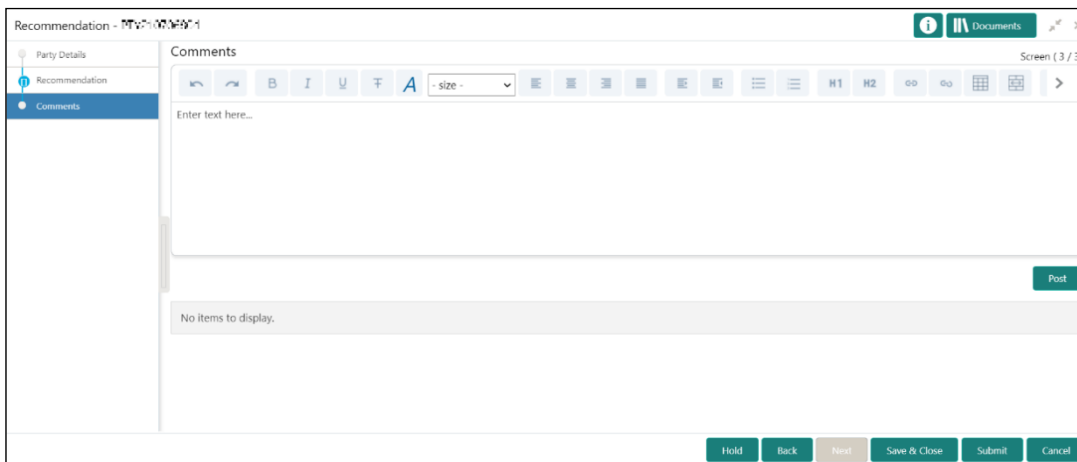 Recommendation -
Documents
Party Details
Recommendation
Comments
Comments
Screen ( 3 / 3
B I U T A - size - H1 H2
Enter text here...
Post
No items to display.
Hold Back Next Save & Close Submit Cancel